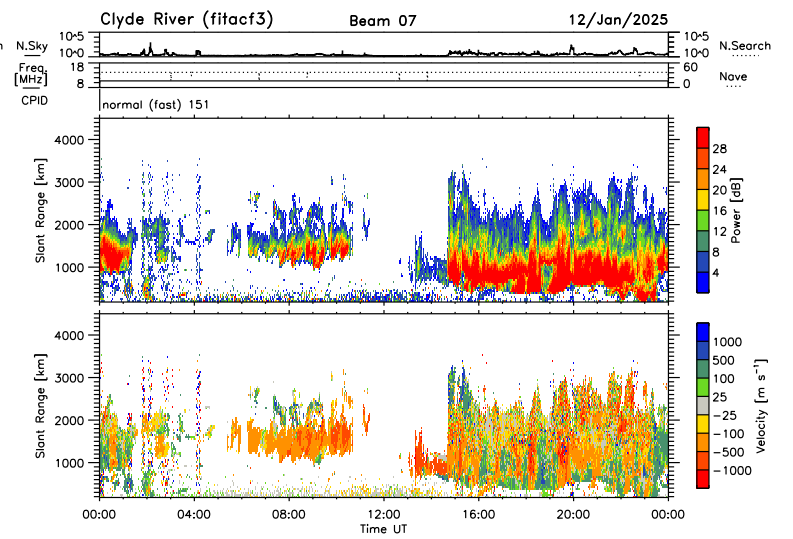 Clyde River (fitacf3) Beam 07 12/Jan/2025
N.Sky 10^5 10^0 10^5 10^0 N.Search
Freq. [MHz] 18 8 60 0 Nave
CPID normal (fast) 151
Slant Range [km]
4000
3000
2000
1000
Power [dB]
28
24
20
16
12
8
4
Slant Range [km]
4000
3000
2000
1000
Velocity [m s⁻¹]
1000
500
100
25
−25
−100
−500
−1000
00:00 04:00 08:00 12:00 16:00 20:00 00:00
Time UT